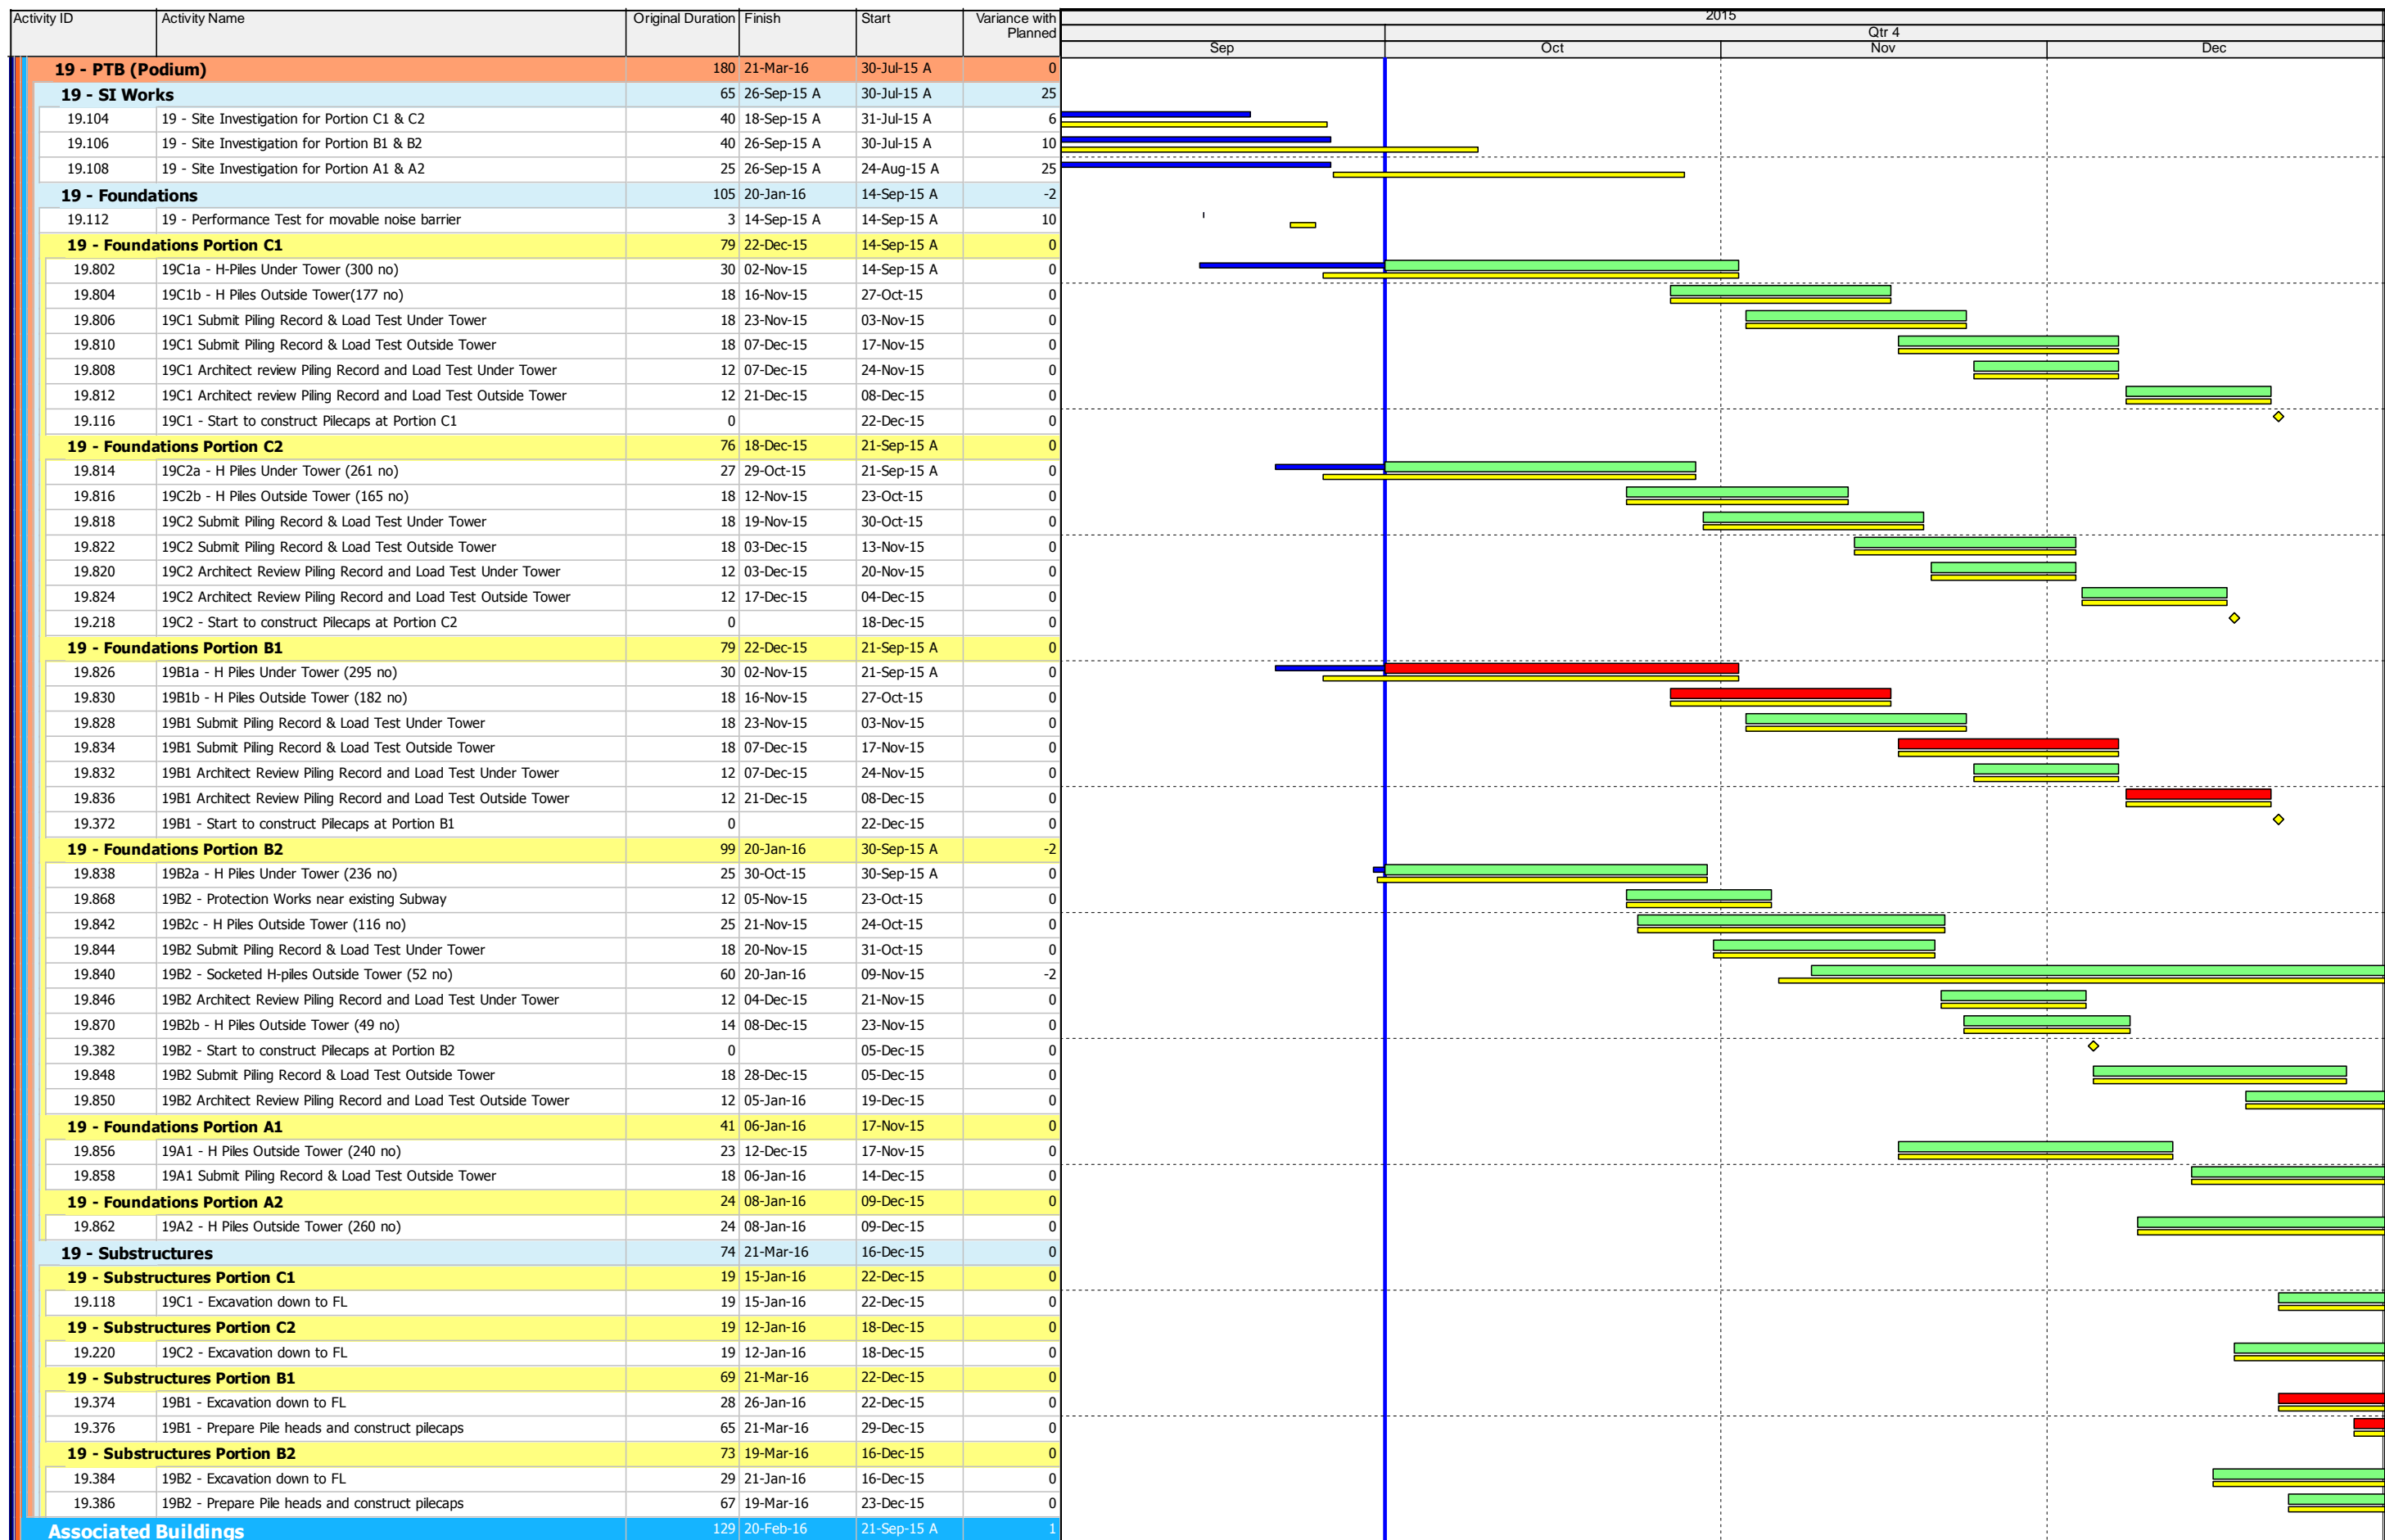 Activity ID Activity Name Original Duration Finish Start Variance with 2015
Planned Qtr 4
Sep Oct Nov Dec
19 - PTB (Podium) 180 21-Mar-16 30-Jul-15 A 0
19 - SI Works 65 26-Sep-15 A 30-Jul-15 A 25
19.104 19 - Site Investigation for Portion C1 & C2 40 18-Sep-15 A 31-Jul-15 A 6
19.106 19 - Site Investigation for Portion B1 & B2 40 26-Sep-15 A 30-Jul-15 A 10
19.108 19 - Site Investigation for Portion A1 & A2 25 26-Sep-15 A 24-Aug-15 A 25
19 - Foundations 105 20-Jan-16 14-Sep-15 A -2
19.112 19 - Performance Test for movable noise barrier 3 14-Sep-15 A 14-Sep-15 A 10
19 - Foundations Portion C1 79 22-Dec-15 14-Sep-15 A 0
19.802 19C1a - H-Piles Under Tower (300 no) 30 02-Nov-15 14-Sep-15 A 0
19.804 19C1b - H Piles Outside Tower(177 no) 18 16-Nov-15 27-Oct-15 0
19.806 19C1 Submit Piling Record & Load Test Under Tower 18 23-Nov-15 03-Nov-15 0
19.810 19C1 Submit Piling Record & Load Test Outside Tower 18 07-Dec-15 17-Nov-15 0
19.808 19C1 Architect review Piling Record and Load Test Under Tower 12 07-Dec-15 24-Nov-15 0
19.812 19C1 Architect review Piling Record and Load Test Outside Tower 12 21-Dec-15 08-Dec-15 0
19.116 19C1 - Start to construct Pilecaps at Portion C1 0 22-Dec-15 0
19 - Foundations Portion C2 76 18-Dec-15 21-Sep-15 A 0
19.814 19C2a - H Piles Under Tower (261 no) 27 29-Oct-15 21-Sep-15 A 0
19.816 19C2b - H Piles Outside Tower (165 no) 18 12-Nov-15 23-Oct-15 0
19.818 19C2 Submit Piling Record & Load Test Under Tower 18 19-Nov-15 30-Oct-15 0
19.822 19C2 Submit Piling Record & Load Test Outside Tower 18 03-Dec-15 13-Nov-15 0
19.820 19C2 Architect Review Piling Record and Load Test Under Tower 12 03-Dec-15 20-Nov-15 0
19.824 19C2 Architect Review Piling Record and Load Test Outside Tower 12 17-Dec-15 04-Dec-15 0
19.218 19C2 - Start to construct Pilecaps at Portion C2 0 18-Dec-15 0
19 - Foundations Portion B1 79 22-Dec-15 21-Sep-15 A 0
19.826 19B1a - H Piles Under Tower (295 no) 30 02-Nov-15 21-Sep-15 A 0
19.830 19B1b - H Piles Outside Tower (182 no) 18 16-Nov-15 27-Oct-15 0
19.828 19B1 Submit Piling Record & Load Test Under Tower 18 23-Nov-15 03-Nov-15 0
19.834 19B1 Submit Piling Record & Load Test Outside Tower 18 07-Dec-15 17-Nov-15 0
19.832 19B1 Architect Review Piling Record and Load Test Under Tower 12 07-Dec-15 24-Nov-15 0
19.836 19B1 Architect Review Piling Record and Load Test Outside Tower 12 21-Dec-15 08-Dec-15 0
19.372 19B1 - Start to construct Pilecaps at Portion B1 0 22-Dec-15 0
19 - Foundations Portion B2 99 20-Jan-16 30-Sep-15 A -2
19.838 19B2a - H Piles Under Tower (236 no) 25 30-Oct-15 30-Sep-15 A 0
19.868 19B2 - Protection Works near existing Subway 12 05-Nov-15 23-Oct-15 0
19.842 19B2c - H Piles Outside Tower (116 no) 25 21-Nov-15 24-Oct-15 0
19.844 19B2 Submit Piling Record & Load Test Under Tower 18 20-Nov-15 31-Oct-15 0
19.840 19B2 - Socketed H-piles Outside Tower (52 no) 60 20-Jan-16 09-Nov-15 -2
19.846 19B2 Architect Review Piling Record and Load Test Under Tower 12 04-Dec-15 21-Nov-15 0
19.870 19B2b - H Piles Outside Tower (49 no) 14 08-Dec-15 23-Nov-15 0
19.382 19B2 - Start to construct Pilecaps at Portion B2 0 05-Dec-15 0
19.848 19B2 Submit Piling Record & Load Test Outside Tower 18 28-Dec-15 05-Dec-15 0
19.850 19B2 Architect Review Piling Record and Load Test Outside Tower 12 05-Jan-16 19-Dec-15 0
19 - Foundations Portion A1 41 06-Jan-16 17-Nov-15 0
19.856 19A1 - H Piles Outside Tower (240 no) 23 12-Dec-15 17-Nov-15 0
19.858 19A1 Submit Piling Record & Load Test Outside Tower 18 06-Jan-16 14-Dec-15 0
19 - Foundations Portion A2 24 08-Jan-16 09-Dec-15 0
19.862 19A2 - H Piles Outside Tower (260 no) 24 08-Jan-16 09-Dec-15 0
19 - Substructures 74 21-Mar-16 16-Dec-15 0
19 - Substructures Portion C1 19 15-Jan-16 22-Dec-15 0
19.118 19C1 - Excavation down to FL 19 15-Jan-16 22-Dec-15 0
19 - Substructures Portion C2 19 12-Jan-16 18-Dec-15 0
19.220 19C2 - Excavation down to FL 19 12-Jan-16 18-Dec-15 0
19 - Substructures Portion B1 69 21-Mar-16 22-Dec-15 0
19.374 19B1 - Excavation down to FL 28 26-Jan-16 22-Dec-15 0
19.376 19B1 - Prepare Pile heads and construct pilecaps 65 21-Mar-16 29-Dec-15 0
19 - Substructures Portion B2 73 19-Mar-16 16-Dec-15 0
19.384 19B2 - Excavation down to FL 29 21-Jan-16 16-Dec-15 0
19.386 19B2 - Prepare Pile heads and construct pilecaps 67 19-Mar-16 23-Dec-15 0
Associated Buildings 129 20-Feb-16 21-Sep-15 A 1